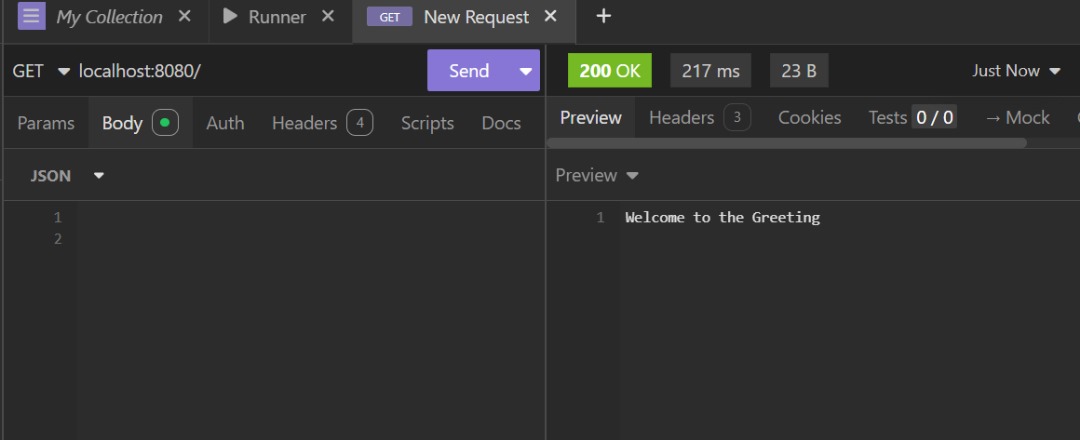 My Collection × Runner × GET New Request × +
GET localhost:8080/ Send 200 OK 217 ms 23 B Just Now
Params Body Auth Headers 4 Scripts Docs Preview Headers 3 Cookies Tests 0 / 0 → Mock
JSON Preview
1 1 Welcome to the Greeting
2